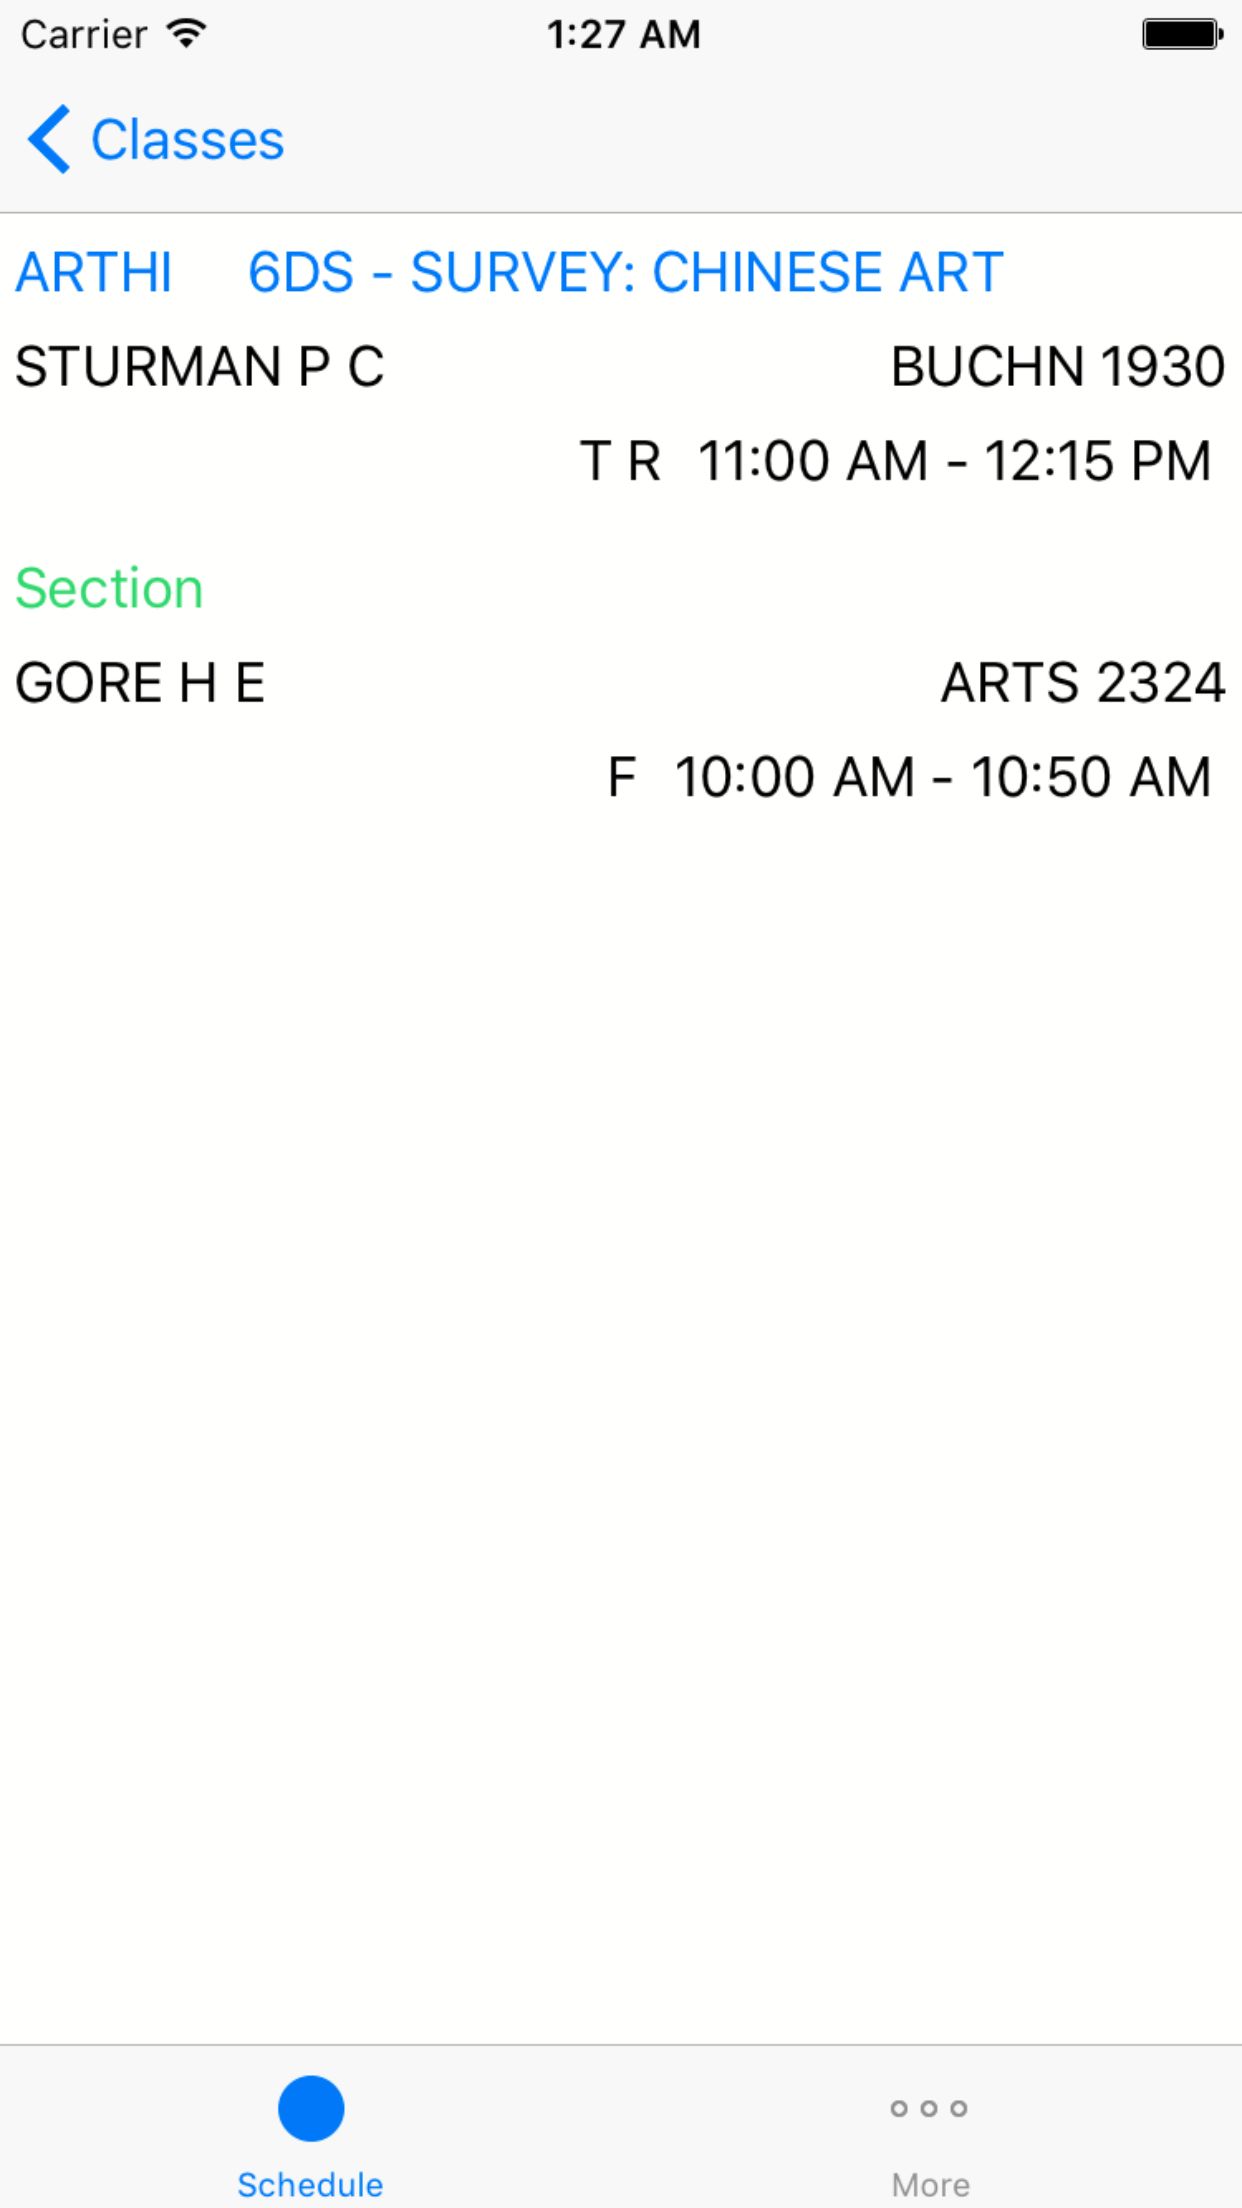 Carrier 1:27 AM
Classes
ARTHI 6DS - SURVEY: CHINESE ART
STURMAN P C BUCHN 1930
T R 11:00 AM - 12:15 PM
Section
GORE H E ARTS 2324
F 10:00 AM - 10:50 AM
Schedule More